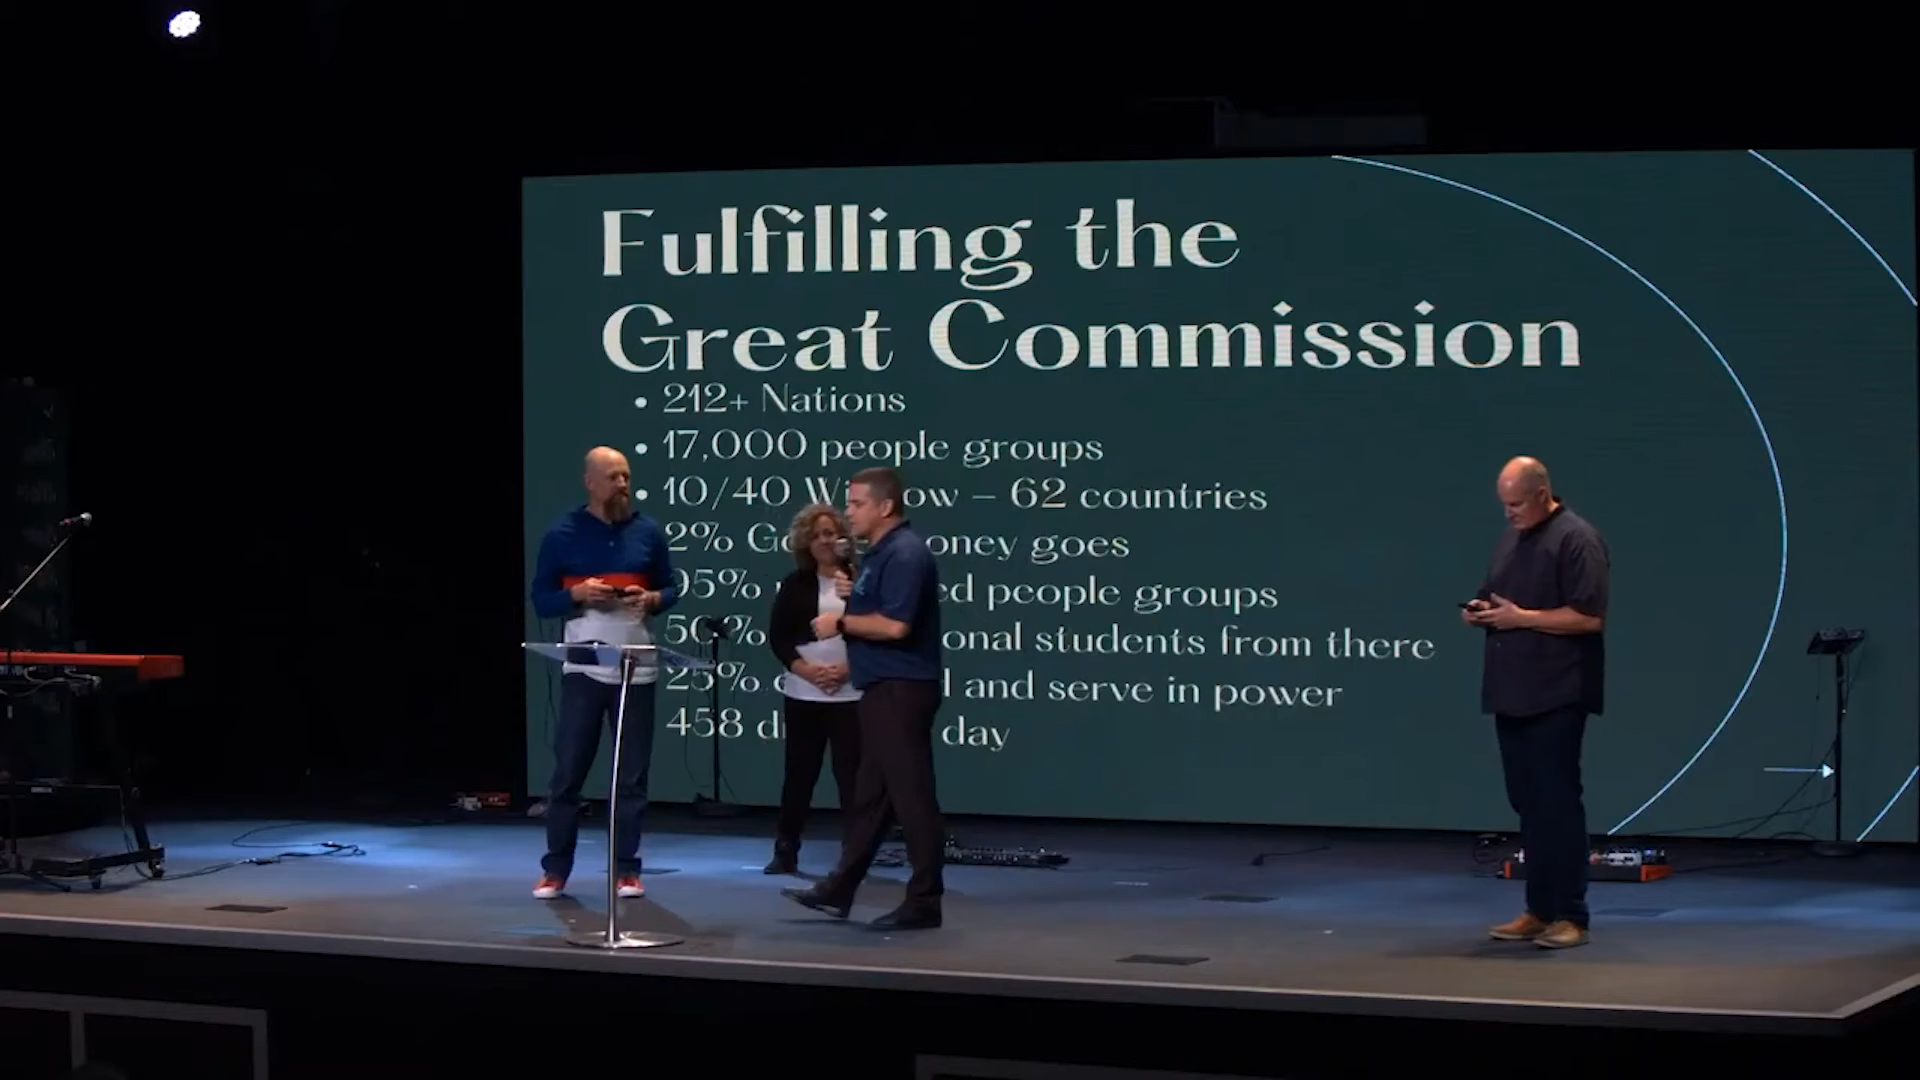 Fulfilling the
Great Commission
• 212+ Nations
• 17,000 people groups
• 10/40 Wi ow – 62 countries
2% G oney goes
95% ed people groups
50% onal students from there
25% d and serve in power
458 d day